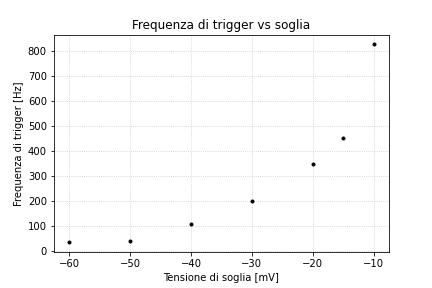 Frequenza di trigger vs soglia
Frequenza di trigger [Hz]
800
700
600
500
400
300
200
100
0
−60 −50 −40 −30 −20 −10
Tensione di soglia [mV]